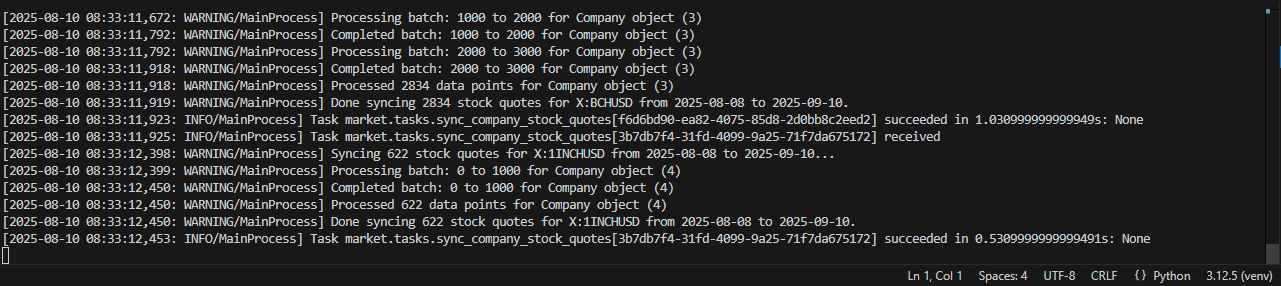 [2025-08-10 08:33:11,672: WARNING/MainProcess] Processing batch: 1000 to 2000 for Company object (3)
[2025-08-10 08:33:11,792: WARNING/MainProcess] Completed batch: 1000 to 2000 for Company object (3)
[2025-08-10 08:33:11,792: WARNING/MainProcess] Processing batch: 2000 to 3000 for Company object (3)
[2025-08-10 08:33:11,918: WARNING/MainProcess] Completed batch: 2000 to 3000 for Company object (3)
[2025-08-10 08:33:11,918: WARNING/MainProcess] Processed 2834 data points for Company object (3)
[2025-08-10 08:33:11,919: WARNING/MainProcess] Done syncing 2834 stock quotes for X:BCHUSD from 2025-08-08 to 2025-09-10.
[2025-08-10 08:33:11,923: INFO/MainProcess] Task market.tasks.sync_company_stock_quotes[f6d6bd90-ea82-4075-85d8-2d0bb8c2eed2] succeeded in 1.030999999999949s: None
[2025-08-10 08:33:11,925: INFO/MainProcess] Task market.tasks.sync_company_stock_quotes[3b7db7f4-31fd-4099-9a25-71f7da675172] received
[2025-08-10 08:33:12,398: WARNING/MainProcess] Syncing 622 stock quotes for X:1INCHUSD from 2025-08-08 to 2025-09-10...
[2025-08-10 08:33:12,399: WARNING/MainProcess] Processing batch: 0 to 1000 for Company object (4)
[2025-08-10 08:33:12,450: WARNING/MainProcess] Completed batch: 0 to 1000 for Company object (4)
[2025-08-10 08:33:12,450: WARNING/MainProcess] Processed 622 data points for Company object (4)
[2025-08-10 08:33:12,450: WARNING/MainProcess] Done syncing 622 stock quotes for X:1INCHUSD from 2025-08-08 to 2025-09-10.
[2025-08-10 08:33:12,453: INFO/MainProcess] Task market.tasks.sync_company_stock_quotes[3b7db7f4-31fd-4099-9a25-71f7da675172] succeeded in 0.5309999999999491s: None
Ln 1, Col 1 Spaces: 4 UTF-8 CRLF {} Python 3.12.5 (venv)